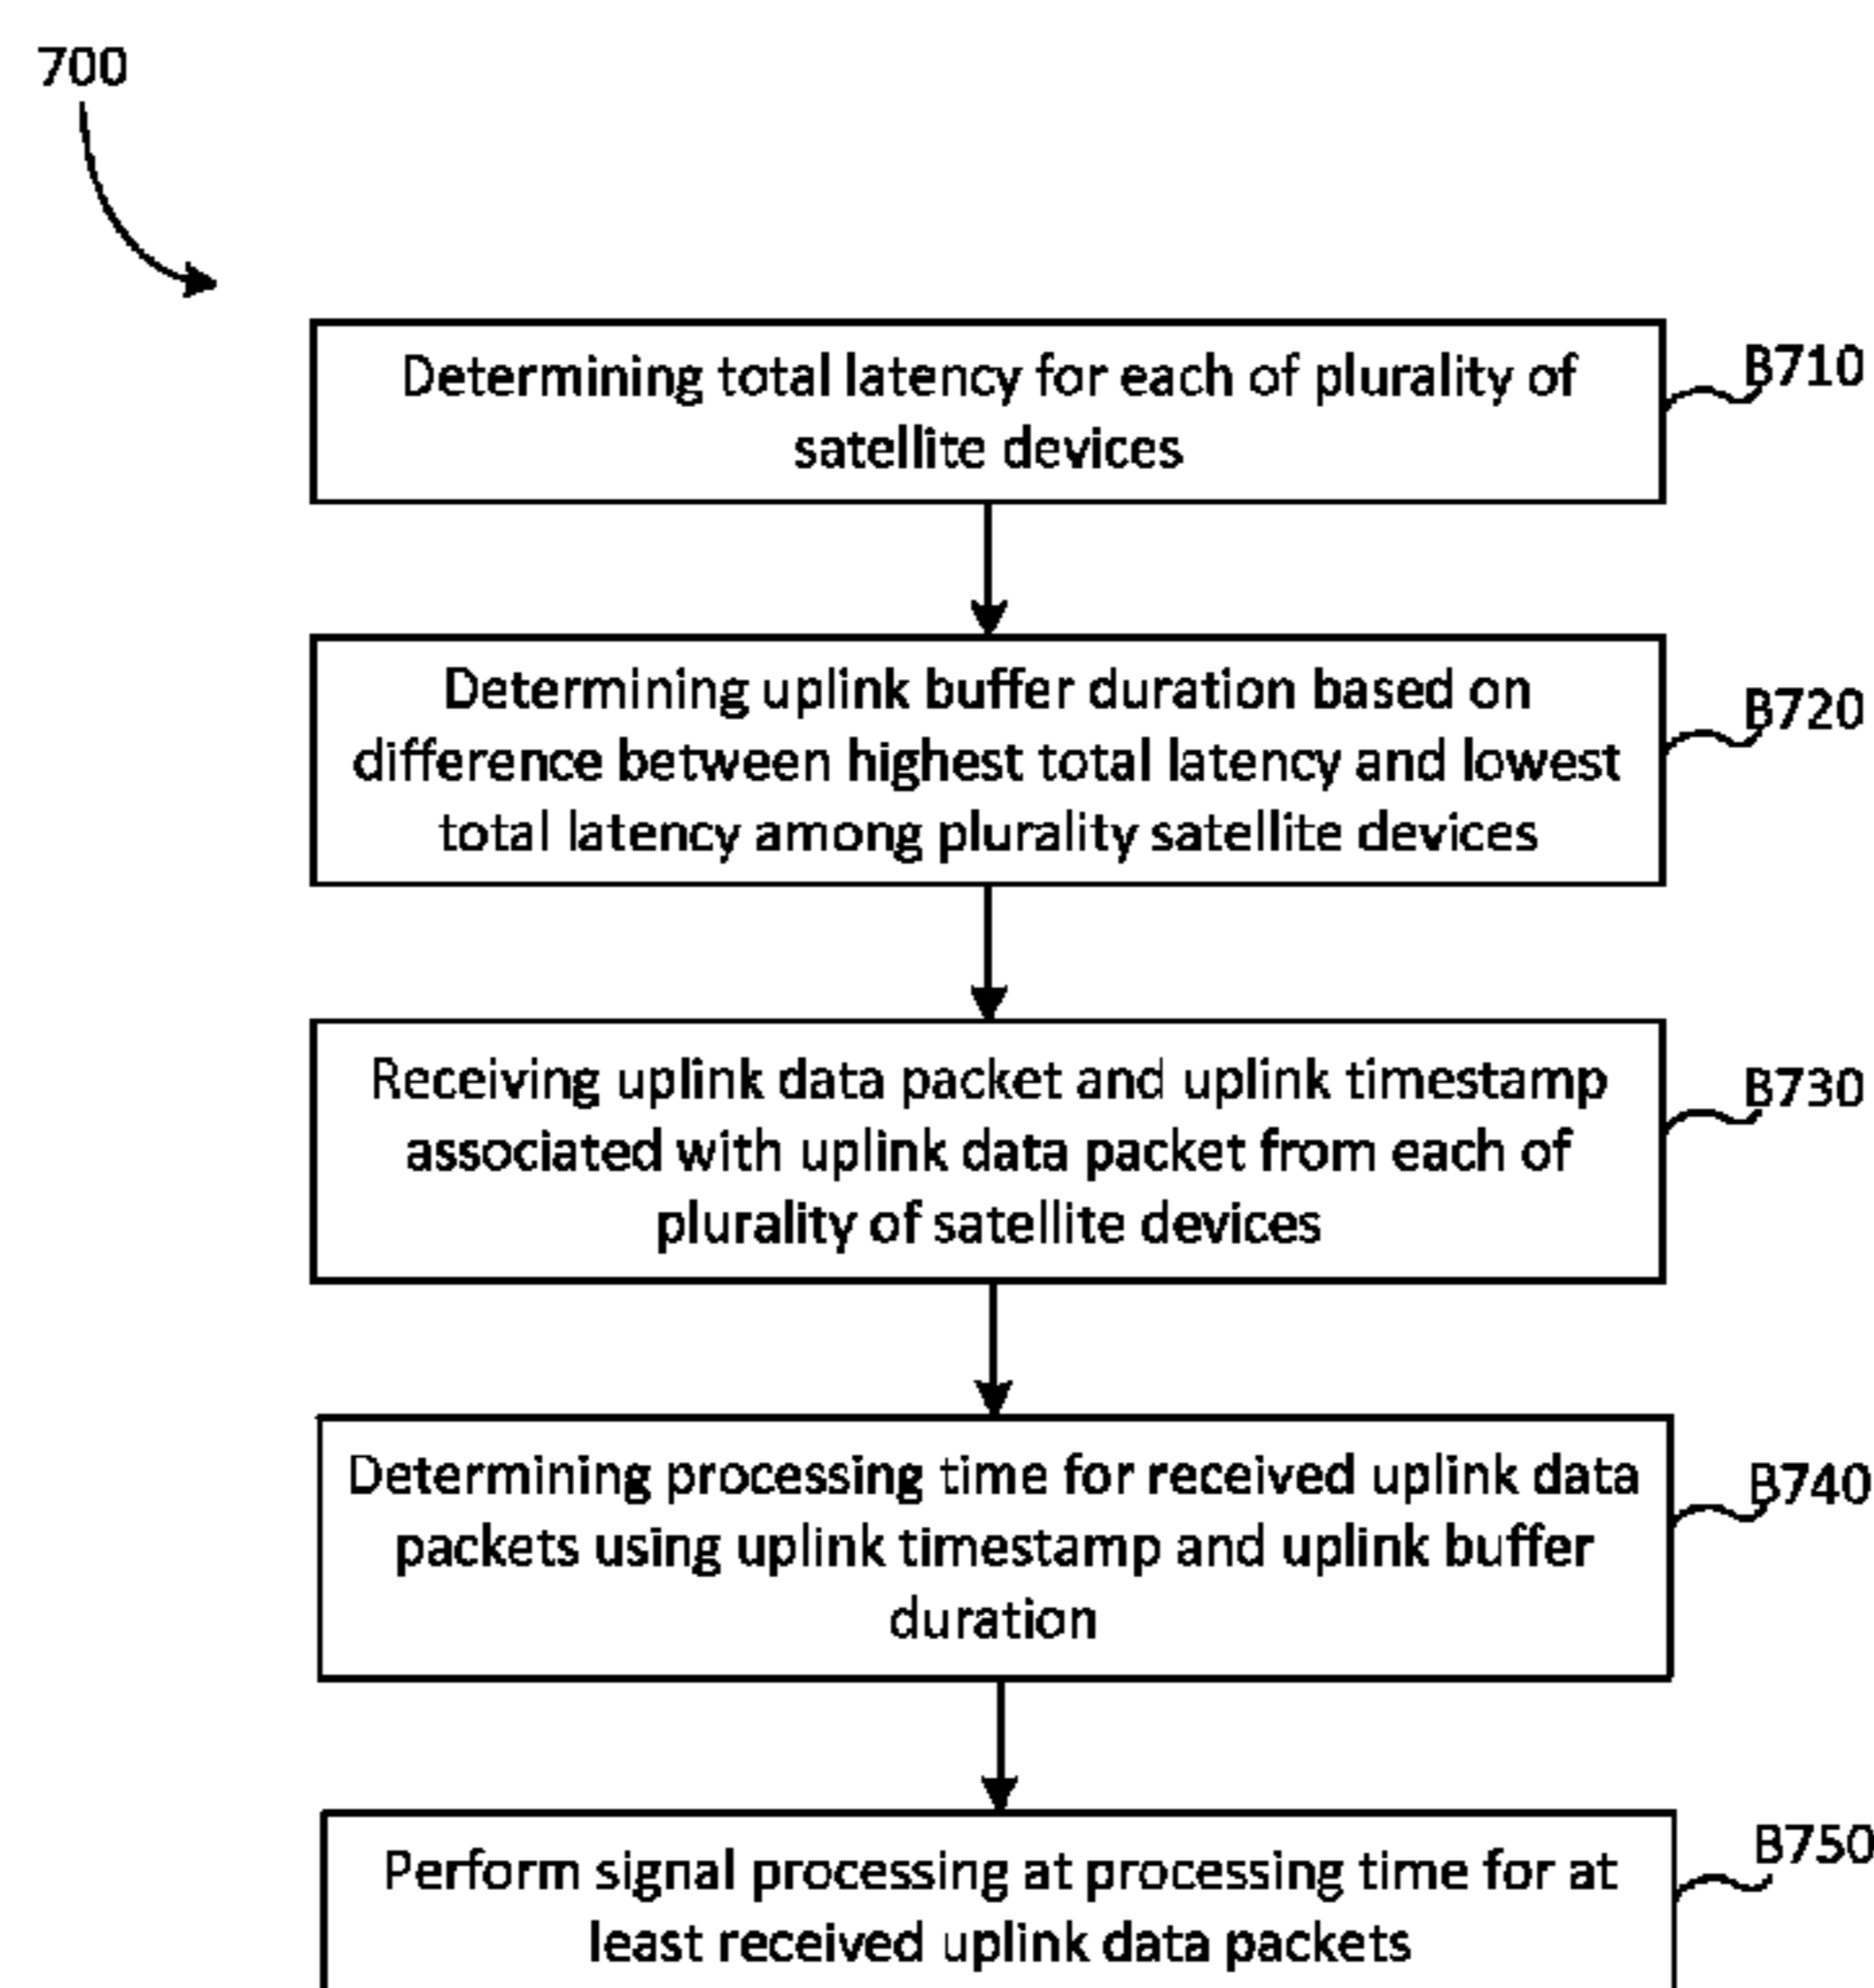 700
Determining total latency for each of plurality of
satellite devices
B710
Determining uplink buffer duration based on
difference between highest total latency and lowest
total latency among plurality satellite devices
B720
Receiving uplink data packet and uplink timestamp
associated with uplink data packet from each of
plurality of satellite devices
B730
Determining processing time for received uplink data
packets using uplink timestamp and uplink buffer
duration
B740
Perform signal processing at processing time for at
least received uplink data packets
B750